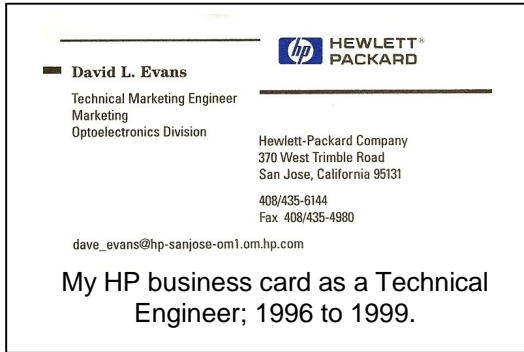 hp HEWLETT®
PACKARD
David L. Evans
Technical Marketing Engineer
Marketing
Optoelectronics Division
Hewlett-Packard Company
370 West Trimble Road
San Jose, California 95131
408/435-6144
Fax 408/435-4980
dave_evans@hp-sanjose-om1.om.hp.com
My HP business card as a Technical
Engineer; 1996 to 1999.